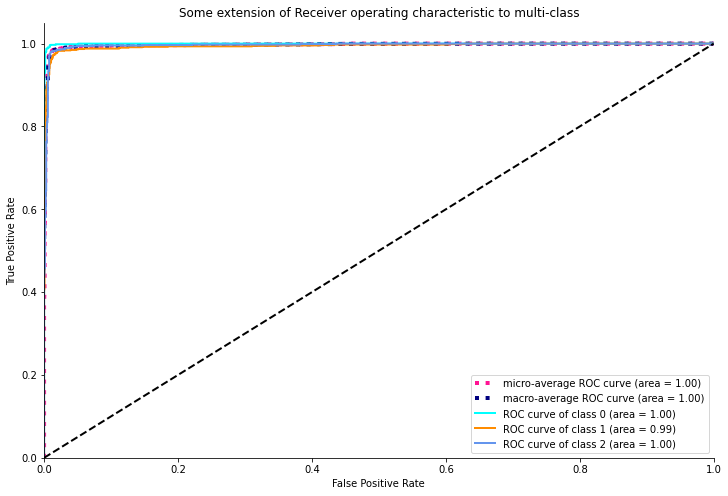 Some extension of Receiver operating characteristic to multi-class
1.0
0.8
0.6
0.4
0.2
0.0
True Positive Rate
micro-average ROC curve (area = 1.00)
macro-average ROC curve (area = 1.00)
ROC curve of class 0 (area = 1.00)
ROC curve of class 1 (area = 0.99)
ROC curve of class 2 (area = 1.00)
0.0 0.2 0.4 0.6 0.8 1.0
False Positive Rate